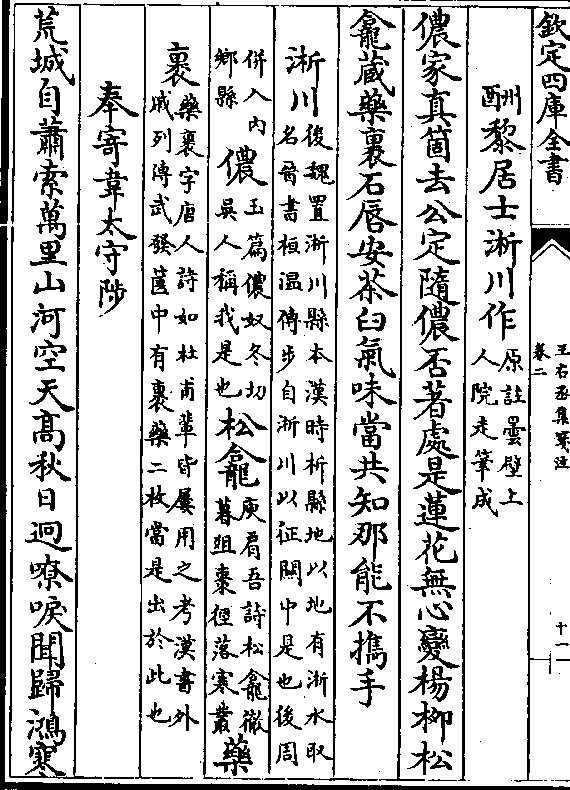 欽定四庫全書
王右丞集箋注
卷二
十一
酬黎居士淅川作 原註曇壁上人院走筆成
儂家真箇去公定隨儂否著處是蓮花無心變楊柳松
龕蔵藥裹石唇安茶臼氣味當共知那能不擕手
淅川 後魏置淅川縣本漢時析縣地以地有淅水取名晉書桓温傳步自淅川以征關中是也後周
併入內鄉縣 儂 玉篇儂奴冬切吳人稱我是也 松龕 庾肩吾詩松龕徹暮俎棗徑落寒叢 藥
裹 藥裹字唐人詩如杜甫輩皆屢用之考漢書外戚列傳武發篋中有裹藥二枚當是出於此也
奉寄韋太守陟
荒城自蕭索萬里山河空天髙秋日迥嘹唳聞歸鴻寒